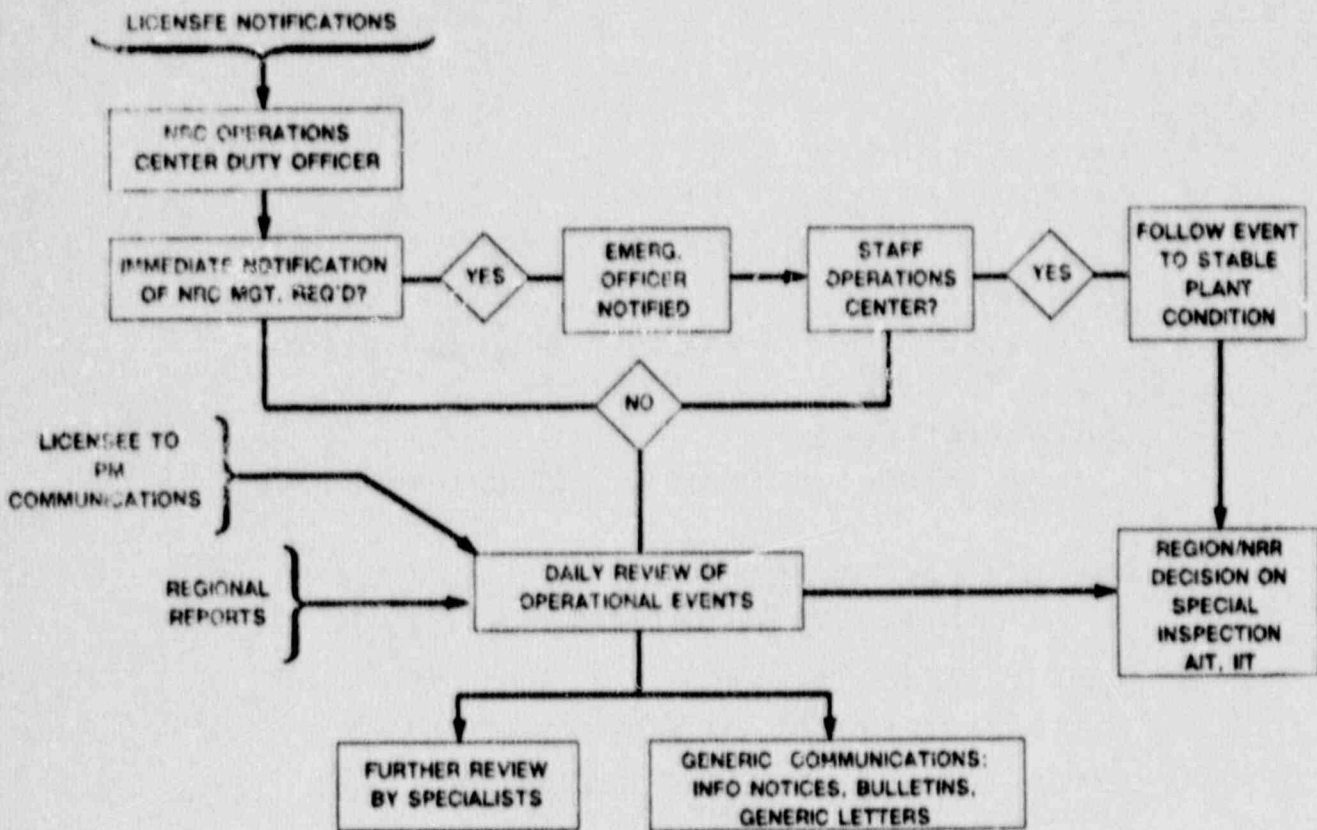 LICENSEE NOTIFICATIONS
NRC OPERATIONS
CENTER DUTY OFFICER
IMMEDIATE NOTIFICATION
OF NRC MGT. REQ'D?
YES
EMERG.
OFFICER
NOTIFIED
STAFF
OPERATIONS
CENTER?
YES
FOLLOW EVENT
TO STABLE
PLANT
CONDITION
NO
LICENSEE TO
PM
COMMUNICATIONS
REGIONAL
REPORTS
DAILY REVIEW OF
OPERATIONAL EVENTS
REGION/NRR
DECISION ON
SPECIAL
INSPECTION
AIT, IIT
FURTHER REVIEW
BY SPECIALISTS
GENERIC COMMUNICATIONS:
INFO NOTICES, BULLETINS,
GENERIC LETTERS